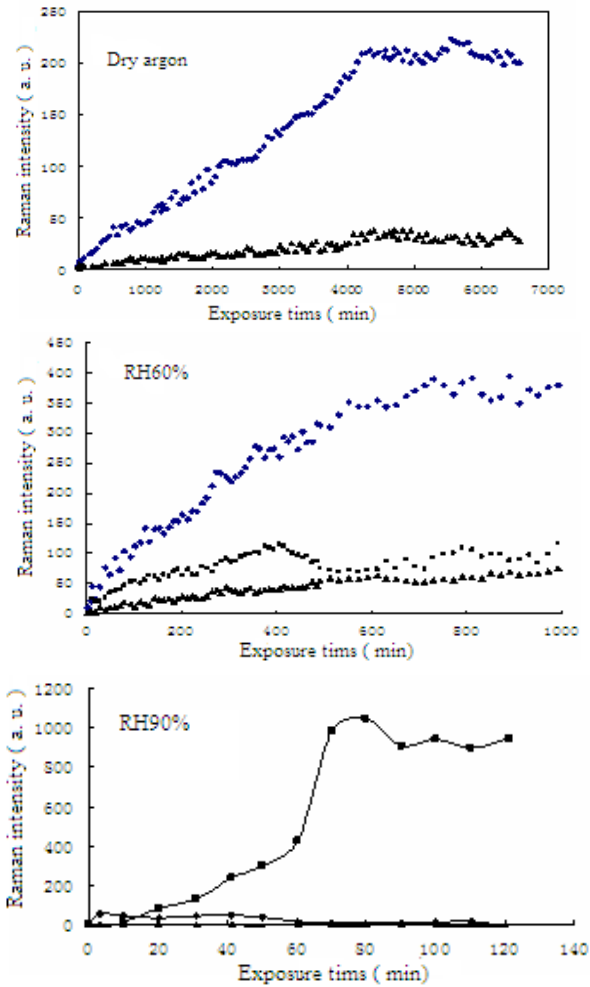 Raman intensity ( a. u. )
250
200
150
100
50
0
Dry argon
0 1000 2000 3000 4000 5000 6000 7000
Exposure tims ( min)
Raman intensity ( a. u. )
450
400
350
300
250
200
150
100
50
0
RH60%
0 200 400 600 800 1000
Exposure tims ( min)
Raman intensity ( a. u. )
1200
1000
800
600
400
200
0
RH90%
0 20 40 60 80 100 120 140
Exposure tims ( min)